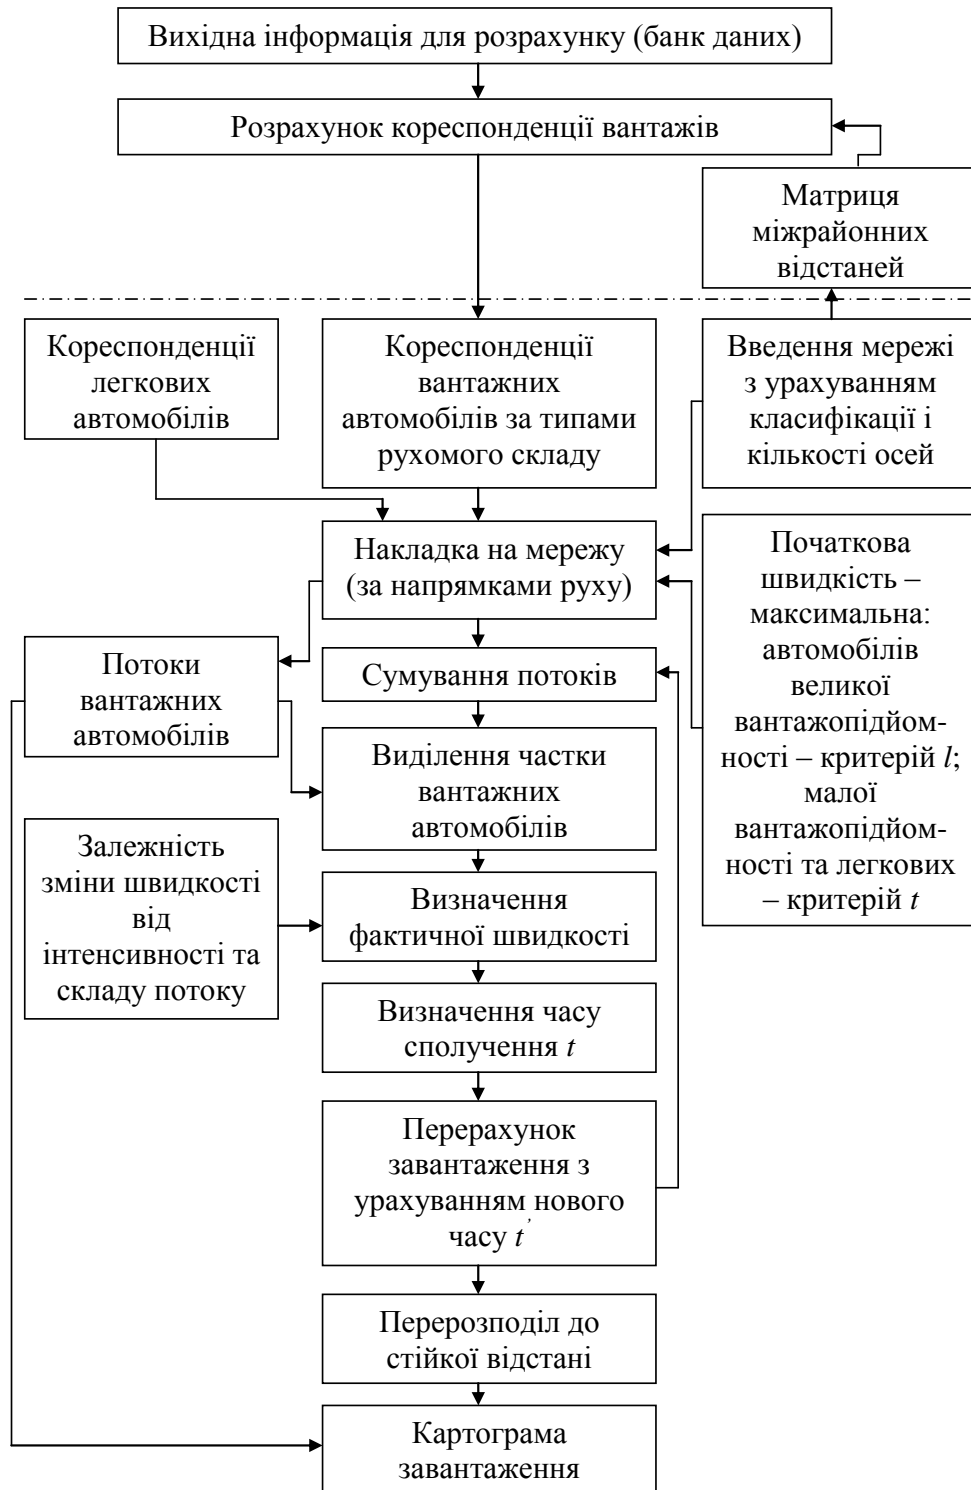 Вихідна інформація для розрахунку (банк даних)
Розрахунок кореспонденції вантажів
Матриця
міжрайонних
відстаней
Кореспонденції
легкових
автомобілів
Кореспонденції
вантажних
автомобілів за типами
рухомого складу
Введення мережі
з урахуванням
класифікації і
кількості осей
Накладка на мережу
(за напрямками руху)
Початкова
швидкість –
максимальна:
автомобілів
великої
вантажопідйом-
ності – критерій l;
малої
вантажопідйом-
ності та легкових
– критерій t
Потоки
вантажних
автомобілів
Сумування потоків
Виділення частки
вантажних
автомобілів
Залежність
зміни швидкості
від
інтенсивності та
складу потоку
Визначення
фактичної швидкості
Визначення часу
сполучення t
Перерахунок
завантаження з
урахуванням нового
часу t'
Перерозподіл до
стійкої відстані
Картограма
завантаження